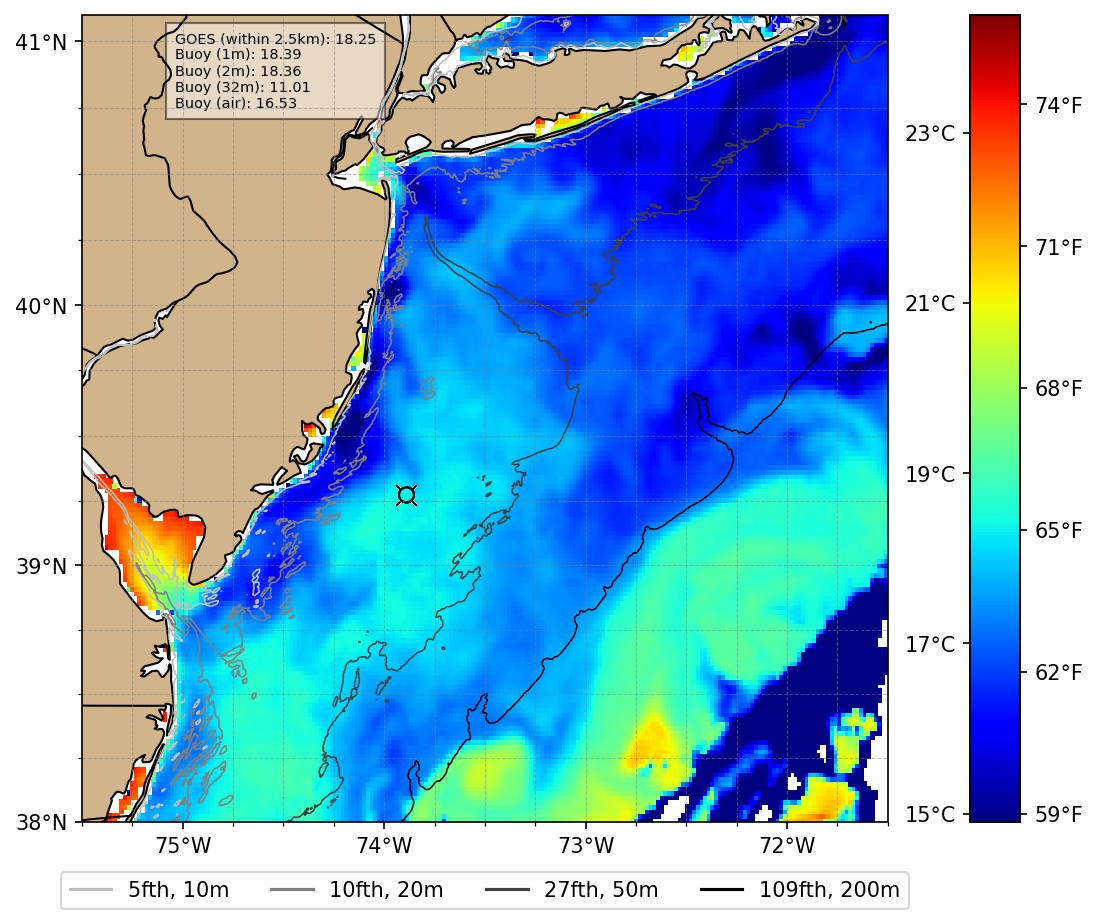 GOES (within 2.5km): 18.25
Buoy (1m): 18.39
Buoy (2m): 18.36
Buoy (32m): 11.01
Buoy (air): 16.53
41°N
40°N
39°N
38°N
75°W
74°W
73°W
72°W
23°C
21°C
19°C
17°C
15°C
74°F
71°F
68°F
65°F
62°F
59°F
5fth, 10m
10fth, 20m
27fth, 50m
109fth, 200m